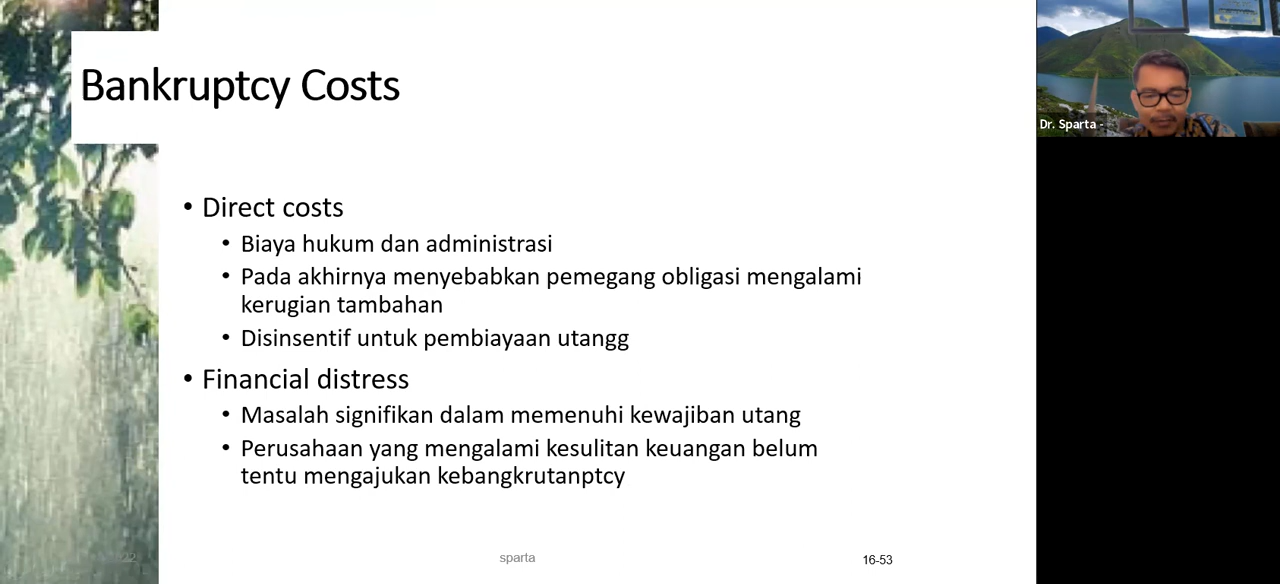 Bankruptcy Costs
Dr. Sparta -
• Direct costs
• Biaya hukum dan administrasi
• Pada akhirnya menyebabkan pemegang obligasi mengalami
kerugian tambahan
• Disinsentif untuk pembiayaan utangg
• Financial distress
• Masalah signifikan dalam memenuhi kewajiban utang
• Perusahaan yang mengalami kesulitan keuangan belum
tentu mengajukan kebangkrutanptcy
sparta
16-53